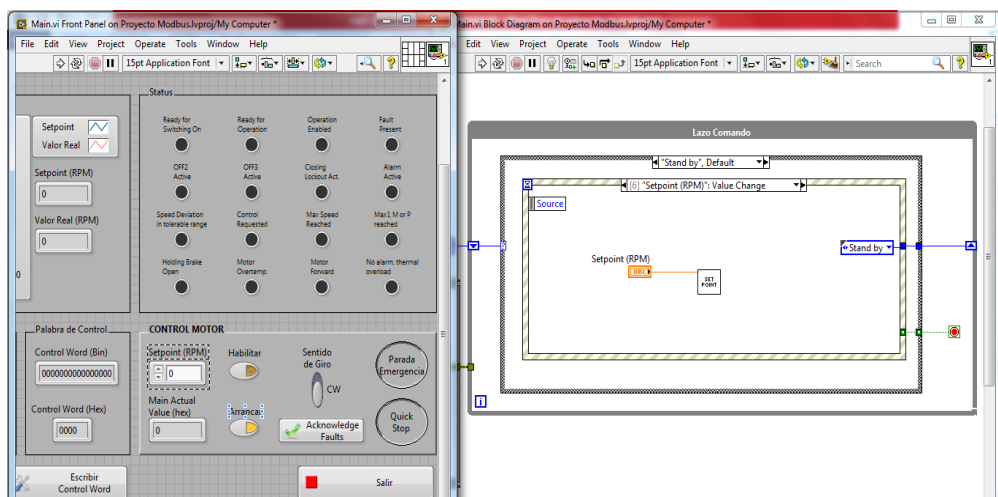 Main.vi Front Panel on Proyecto Modbus.lvproj/My Computer *
File Edit View Project Operate Tools Window Help
15pt Application Font
Status
Setpoint
Valor Real
Setpoint (RPM)
0
Valor Real (RPM)
0
0
Ready for
Switching On
Ready for
Operation
Operation
Enabled
Fault
Present
OFF2
Active
OFF3
Active
Closing
Lockout Act.
Alarm
Active
Speed Deviation
in tolerable range
Control
Requested
Max Speed
Reached
Max1 M or P
reached
Holding Brake
Open
Motor
Overtemp.
Motor
Forward
No alarm, thermal
overload
Palabra de Control
Control Word (Bin)
0000000000000000
Control Word (Hex)
0000
CONTROL MOTOR
Setpoint (RPM)
0
Habilitar
Sentido
de Giro
CW
Parada
Emergencia
Main Actual
Value (hex)
0
Arrancar
Acknowledge
Faults
Quick
Stop
Escribir
Control Word
Salir
Main.vi Block Diagram on Proyecto Modbus.lvproj/My Computer *
Edit View Project Operate Tools Window Help
15pt Application Font
Search
Lazo Comando
"Stand by", Default
[6] "Setpoint (RPM)": Value Change
Source
Stand by
Setpoint (RPM)
DBL
SET
POINT
i